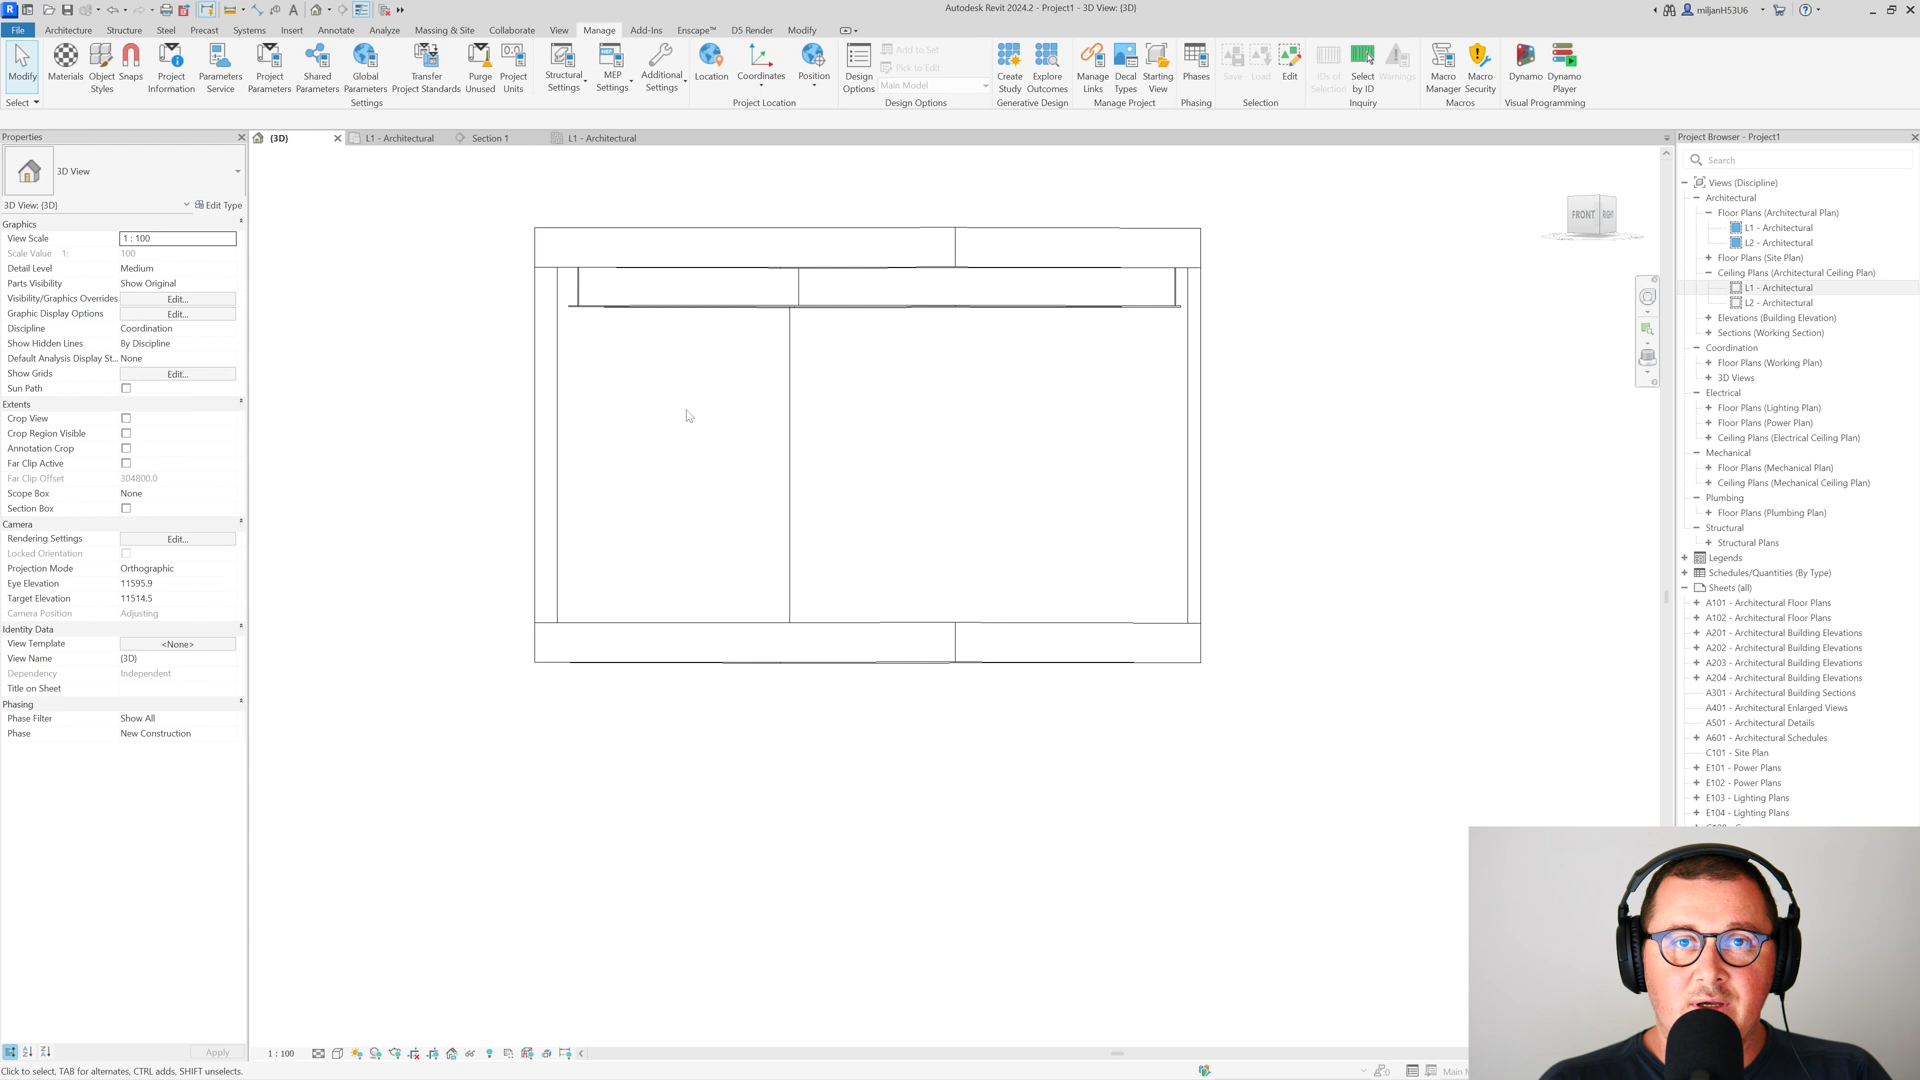 Autodesk Revit 2024.2 - Project1 - 3D View: {3D}
miljanH53U6
File
Architecture
Structure
Steel
Precast
Systems
Insert
Annotate
Analyze
Massing & Site
Collaborate
View
Manage
Add-Ins
Enscape™
D5 Render
Modify
Modify
Materials
Object Styles
Snaps
Project Information
Parameters Service
Project Parameters
Shared Parameters
Global Parameters
Transfer Project Standards
Purge Unused
Project Units
Structural Settings
MEP Settings
Additional Settings
Location
Coordinates
Position
Design Options
Add to Set
Pick to Edit
Main Model
Create Study
Explore Outcomes
Manage Links
Decal Types
Starting View
Phases
Save
Load
Edit
IDs of Selection
Select by ID
Warnings
Macro Manager
Macro Security
Dynamo
Dynamo Player
Select
Settings
Project Location
Design Options
Generative Design
Manage Project
Phasing
Selection
Inquiry
Macros
Visual Programming
Properties
{3D}
L1 - Architectural
Section 1
L1 - Architectural
Project Browser - Project1
3D View
3D View: {3D}
Edit Type
Graphics
View Scale 1 : 100
Scale Value 1: 100
Detail Level Medium
Parts Visibility Show Original
Visibility/Graphics Overrides Edit...
Graphic Display Options Edit...
Discipline Coordination
Show Hidden Lines By Discipline
Default Analysis Display St... None
Show Grids Edit...
Sun Path
Extents
Crop View
Crop Region Visible
Annotation Crop
Far Clip Active
Far Clip Offset 304800.0
Scope Box None
Section Box
Camera
Rendering Settings Edit...
Locked Orientation
Projection Mode Orthographic
Eye Elevation 11595.9
Target Elevation 11514.5
Camera Position Adjusting
Identity Data
View Template <None>
View Name {3D}
Dependency Independent
Title on Sheet
Phasing
Phase Filter Show All
Phase New Construction
Apply
FRONT
Search
Views (Discipline)
Architectural
Floor Plans (Architectural Plan)
L1 - Architectural
L2 - Architectural
Floor Plans (Site Plan)
Ceiling Plans (Architectural Ceiling Plan)
L1 - Architectural
L2 - Architectural
Elevations (Building Elevation)
Sections (Working Section)
Coordination
Floor Plans (Working Plan)
3D Views
Electrical
Floor Plans (Lighting Plan)
Floor Plans (Power Plan)
Ceiling Plans (Electrical Ceiling Plan)
Mechanical
Floor Plans (Mechanical Plan)
Ceiling Plans (Mechanical Ceiling Plan)
Plumbing
Floor Plans (Plumbing Plan)
Structural
Structural Plans
Legends
Schedules/Quantities (By Type)
Sheets (all)
A101 - Architectural Floor Plans
A102 - Architectural Floor Plans
A201 - Architectural Building Elevations
A202 - Architectural Building Elevations
A203 - Architectural Building Elevations
A204 - Architectural Building Elevations
A301 - Architectural Building Sections
A401 - Architectural Enlarged Views
A501 - Architectural Details
A601 - Architectural Schedules
C101 - Site Plan
E101 - Power Plans
E102 - Power Plans
E103 - Lighting Plans
E104 - Lighting Plans
1 : 100
Click to select, TAB for alternates, CTRL adds, SHIFT unselects.
:0
Main